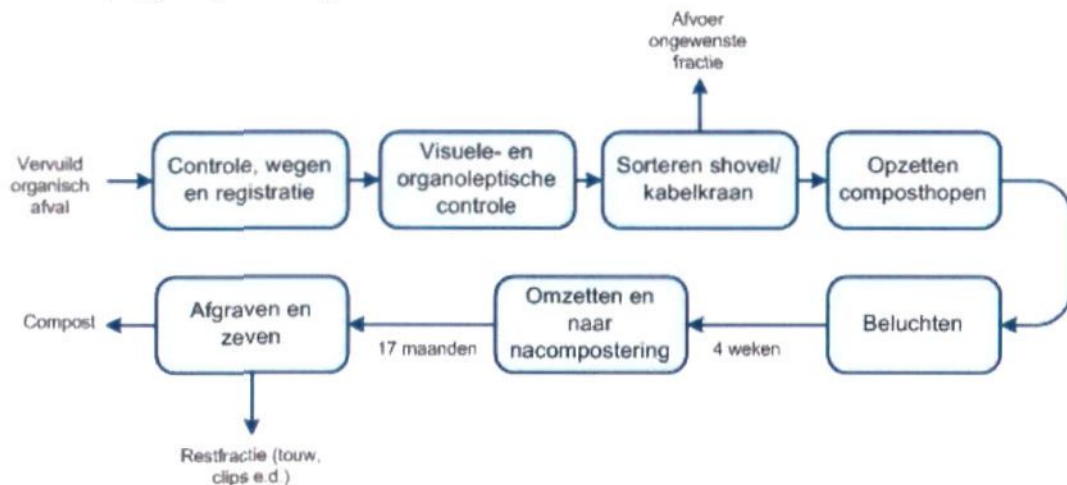 Afvoer
ongewenste
fractie
Vervuild
organisch
afval
Controle, wegen
en registratie
Visuele- en
organoleptische
controle
Sorteren shovel/
kabelkraan
Opzetten
composthopen
Beluchten
4 weken
Omzetten en
naar
nacompostering
17 maanden
Afgraven en
zeven
Compost
Restfractie (touw,
clips e.d.)